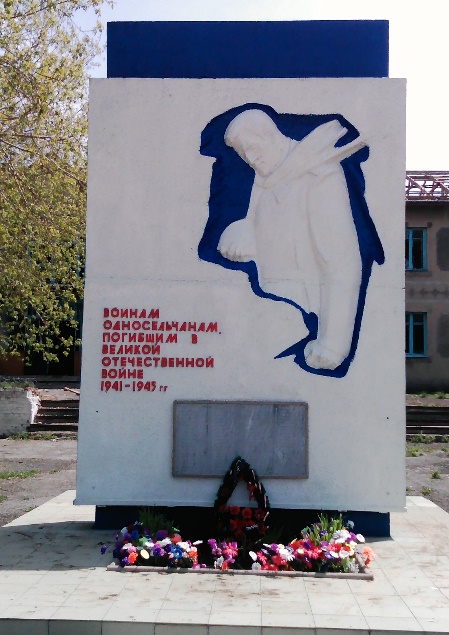 ВОИНАМ
ОДНОСЕЛЬЧАНАМ,
ПОГИБШИМ В
ВЕЛИКОЙ
ОТЕЧЕСТВЕННОЙ
ВОЙНЕ
1941-1945 гг